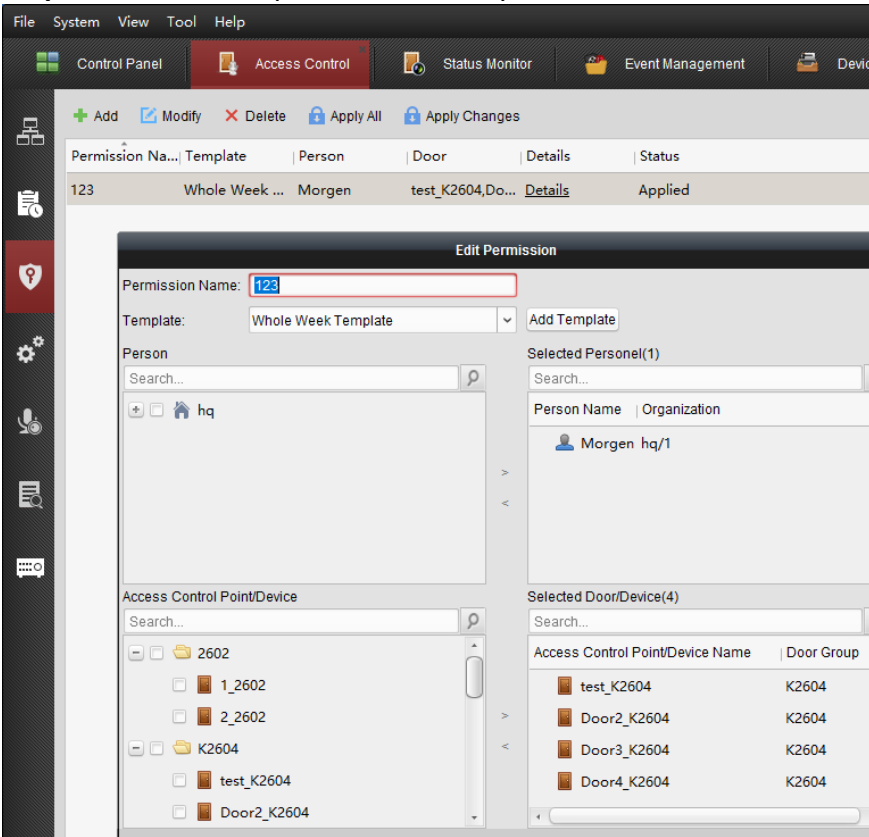 File System View Tool Help
Control Panel Access Control Status Monitor Event Management
Add Modify Delete Apply All Apply Changes
Permission Na... Template Person Door Details Status
123 Whole Week ... Morgen test_K2604,Do... Details Applied
Edit Permission
Permission Name: 123
Template: Whole Week Template Add Template
Person Selected Personel(1)
Search... Search...
hq Person Name Organization
Morgen hq/1
>
<
Access Control Point/Device Selected Door/Device(4)
Search... Search...
2602 Access Control Point/Device Name Door Group
1_2602 test_K2604 K2604
2_2602 > Door2_K2604 K2604
K2604 < Door3_K2604 K2604
test_K2604 Door4_K2604 K2604
Door2_K2604